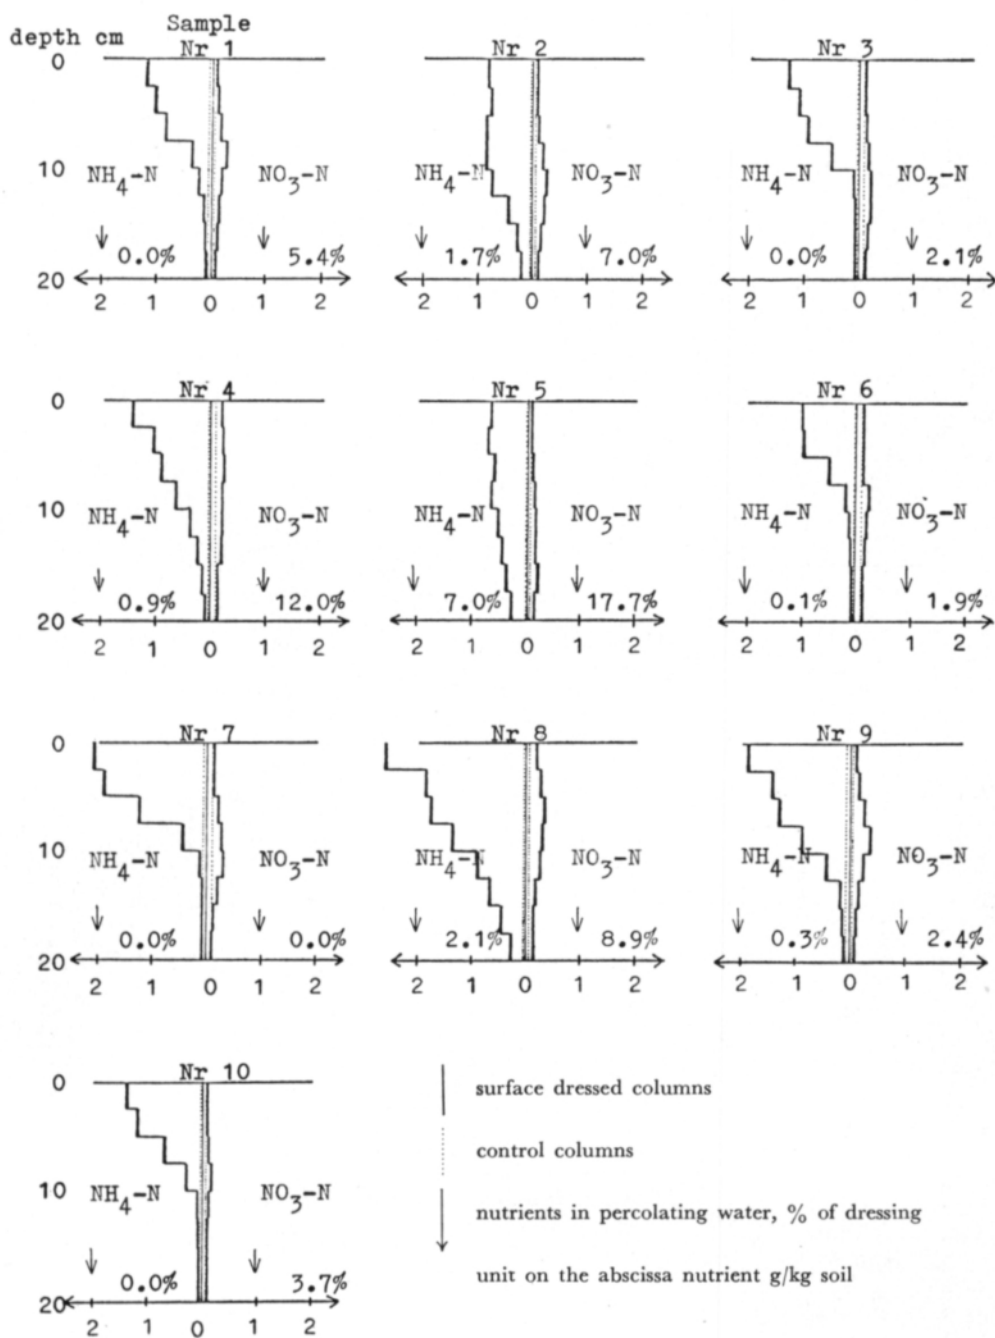 Sample
depth cm Nr 1 Nr 2 Nr 3
0
10 NH4-N NO3-N NH4-N NO3-N NH4-N NO3-N
0.0% 5.4% 1.7% 7.0% 0.0% 2.1%
20
2 1 0 1 2 2 1 0 1 2 2 1 0 1 2
Nr 4 Nr 5 Nr 6
0
10 NH4-N NO3-N NH4-N NO3-N NH4-N NO3-N
0.9% 12.0% 7.0% 17.7% 0.1% 1.9%
20
2 1 0 1 2 2 1 0 1 2 2 1 0 1 2
Nr 7 Nr 8 Nr 9
0
10 NH4-N NO3-N NH4-N NO3-N NH4-N NO3-N
0.0% 0.0% 2.1% 8.9% 0.3% 2.4%
20
2 1 0 1 2 2 1 0 1 2 2 1 0 1 2
Nr 10
0
10 NH4-N NO3-N
0.0% 3.7%
20
2 1 0 1 2
surface dressed columns
control columns
nutrients in percolating water, % of dressing
unit on the abscissa nutrient g/kg soil